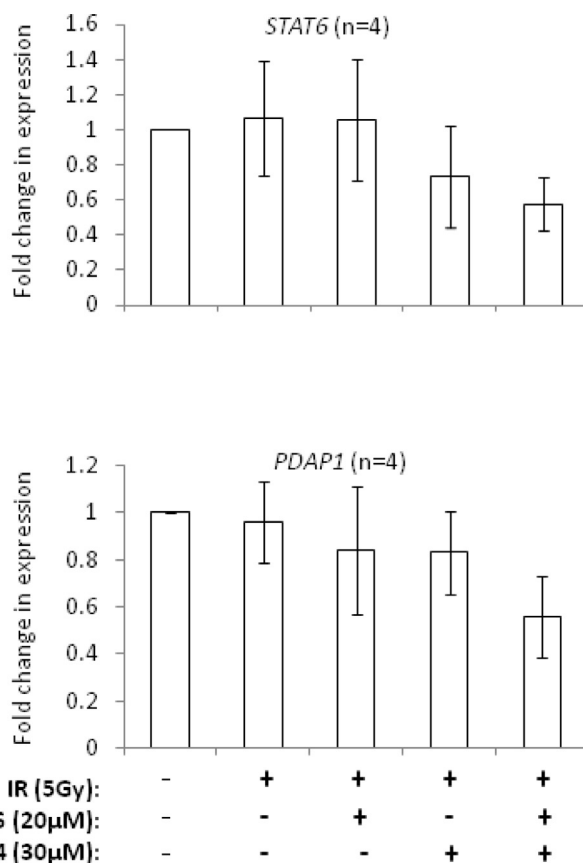 STAT6 (n=4)
Fold change in expression
1.6
1.4
1.2
1
0.8
0.6
0.4
0.2
0
PDAP1 (n=4)
Fold change in expression
1.2
1
0.8
0.6
0.4
0.2
0
IR (5Gy): - + + + +
(20µM): - - + - +
(30µM): - - - + +